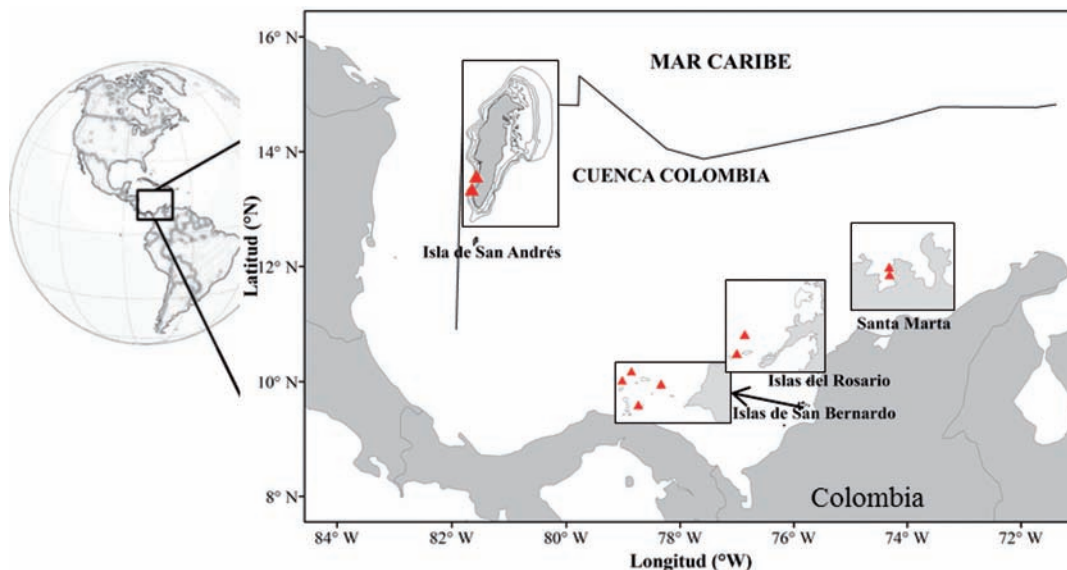 16° N
14° N
12° N
10° N
8° N
Latitud (°N)
MAR CARIBE
CUENCA COLOMBIA
Isla de San Andrés
Santa Marta
Islas del Rosario
Islas de San Bernardo
Colombia
84° W 82° W 80° W 78° W 76° W 74° W 72° W
Longitud (°W)